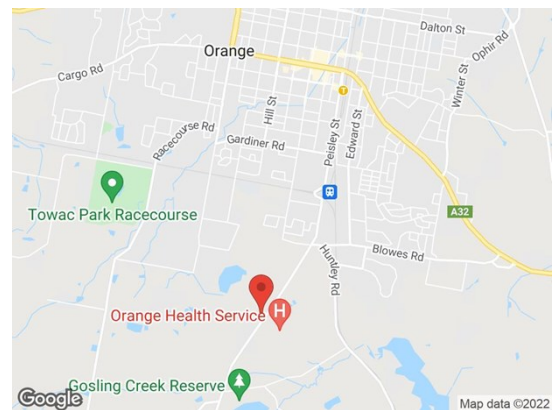 Dalton St
Ophir Rd
Orange
Cargo Rd
Winter St
Hill St
T
Racecourse Rd
Gardiner Rd
Peisley St
Edward St
Towac Park Racecourse
A32
Blowes Rd
Huntley Rd
Orange Health Service
H
Gosling Creek Reserve
Google
Map data ©2022